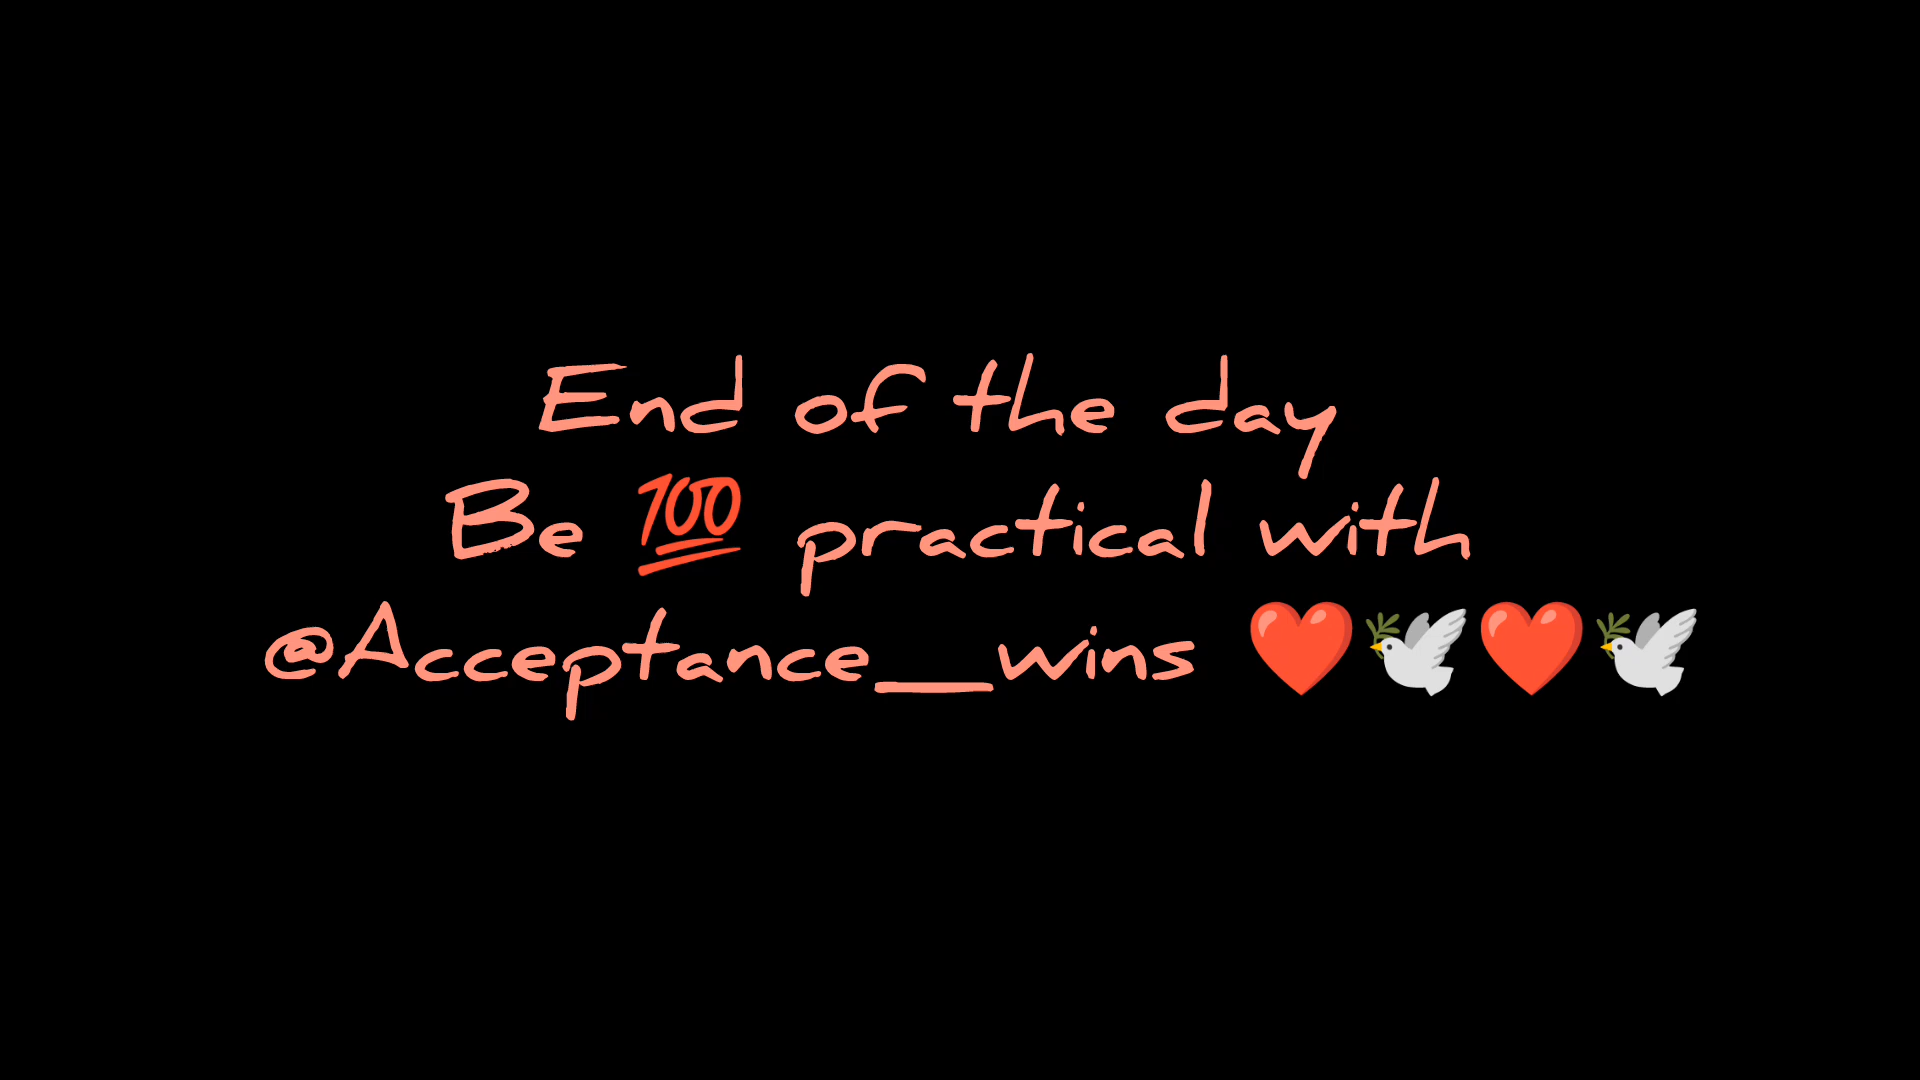 End of the day
Be 💯 practical with
@Acceptance__wins ❤️🕊️❤️🕊️